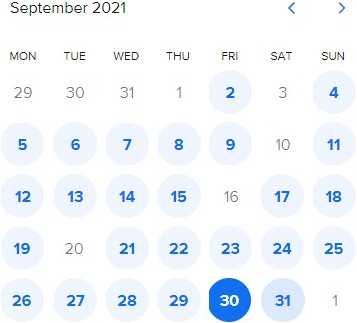 September 2021
MON TUE WED THU FRI SAT SUN
29 30 31 1 2 3 4
5 6 7 8 9 10 11
12 13 14 15 16 17 18
19 20 21 22 23 24 25
26 27 28 29 30 31 1